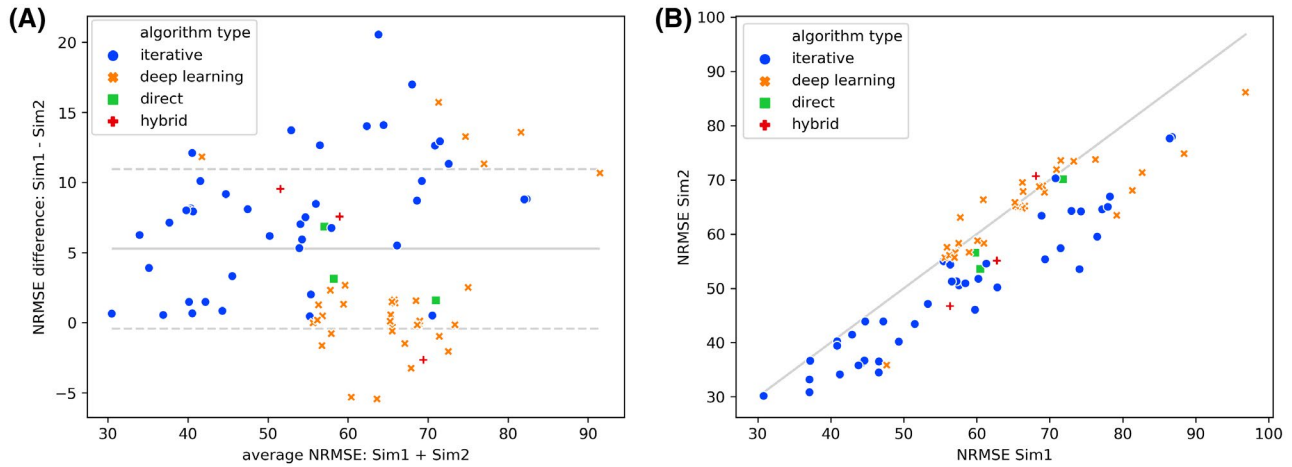 (A)
NRMSE difference: Sim1 - Sim2
20
15
10
5
0
−5
algorithm type
iterative
deep learning
direct
hybrid
30 40 50 60 70 80 90
average NRMSE: Sim1 + Sim2
(B)
NRMSE Sim2
100
90
80
70
60
50
40
30
algorithm type
iterative
deep learning
direct
hybrid
30 40 50 60 70 80 90 100
NRMSE Sim1